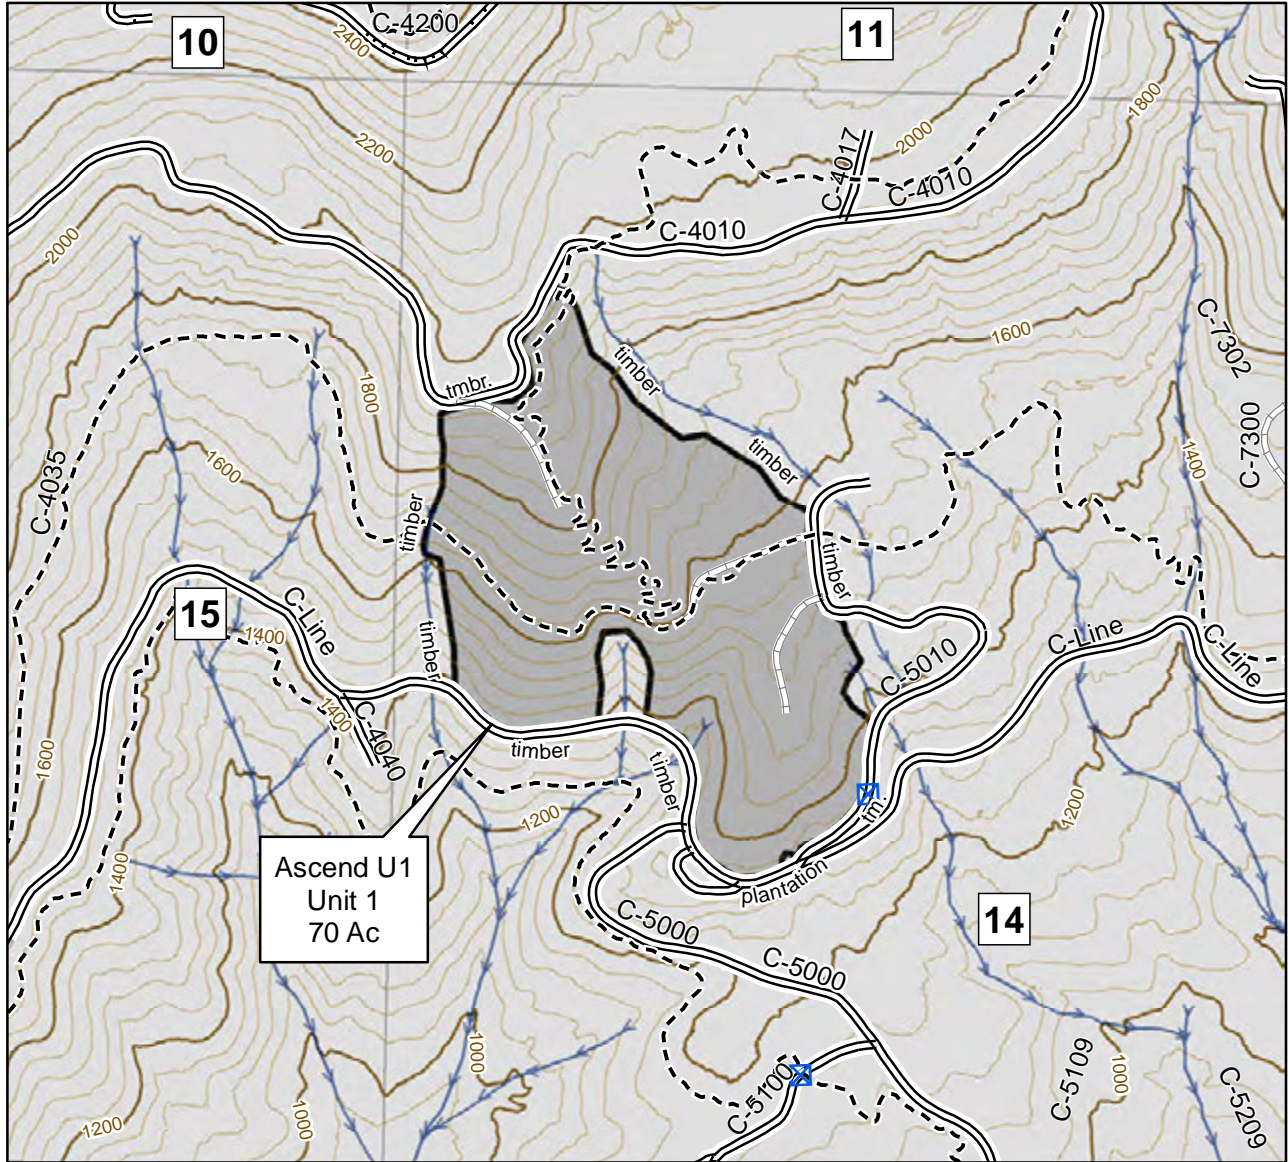 C-4200
10
2400
11
1800
2200
2000
C-4017
C-4010
C-4010
2000
1600
timber
C-7302
tmbr.
1800
timber
C-7300
1400
1600
C-4035
timber
timber
15
C-Line
1400
timber
C-Line
C-Line
C-5010
1400
C-4040
timber
1600
timber
1200
tm.
1200
1400
Ascend U1
Unit 1
70 Ac
plantation
14
C-5000
C-5000
1000
C-5109
1000
C-5100
C-5209
1200
1000